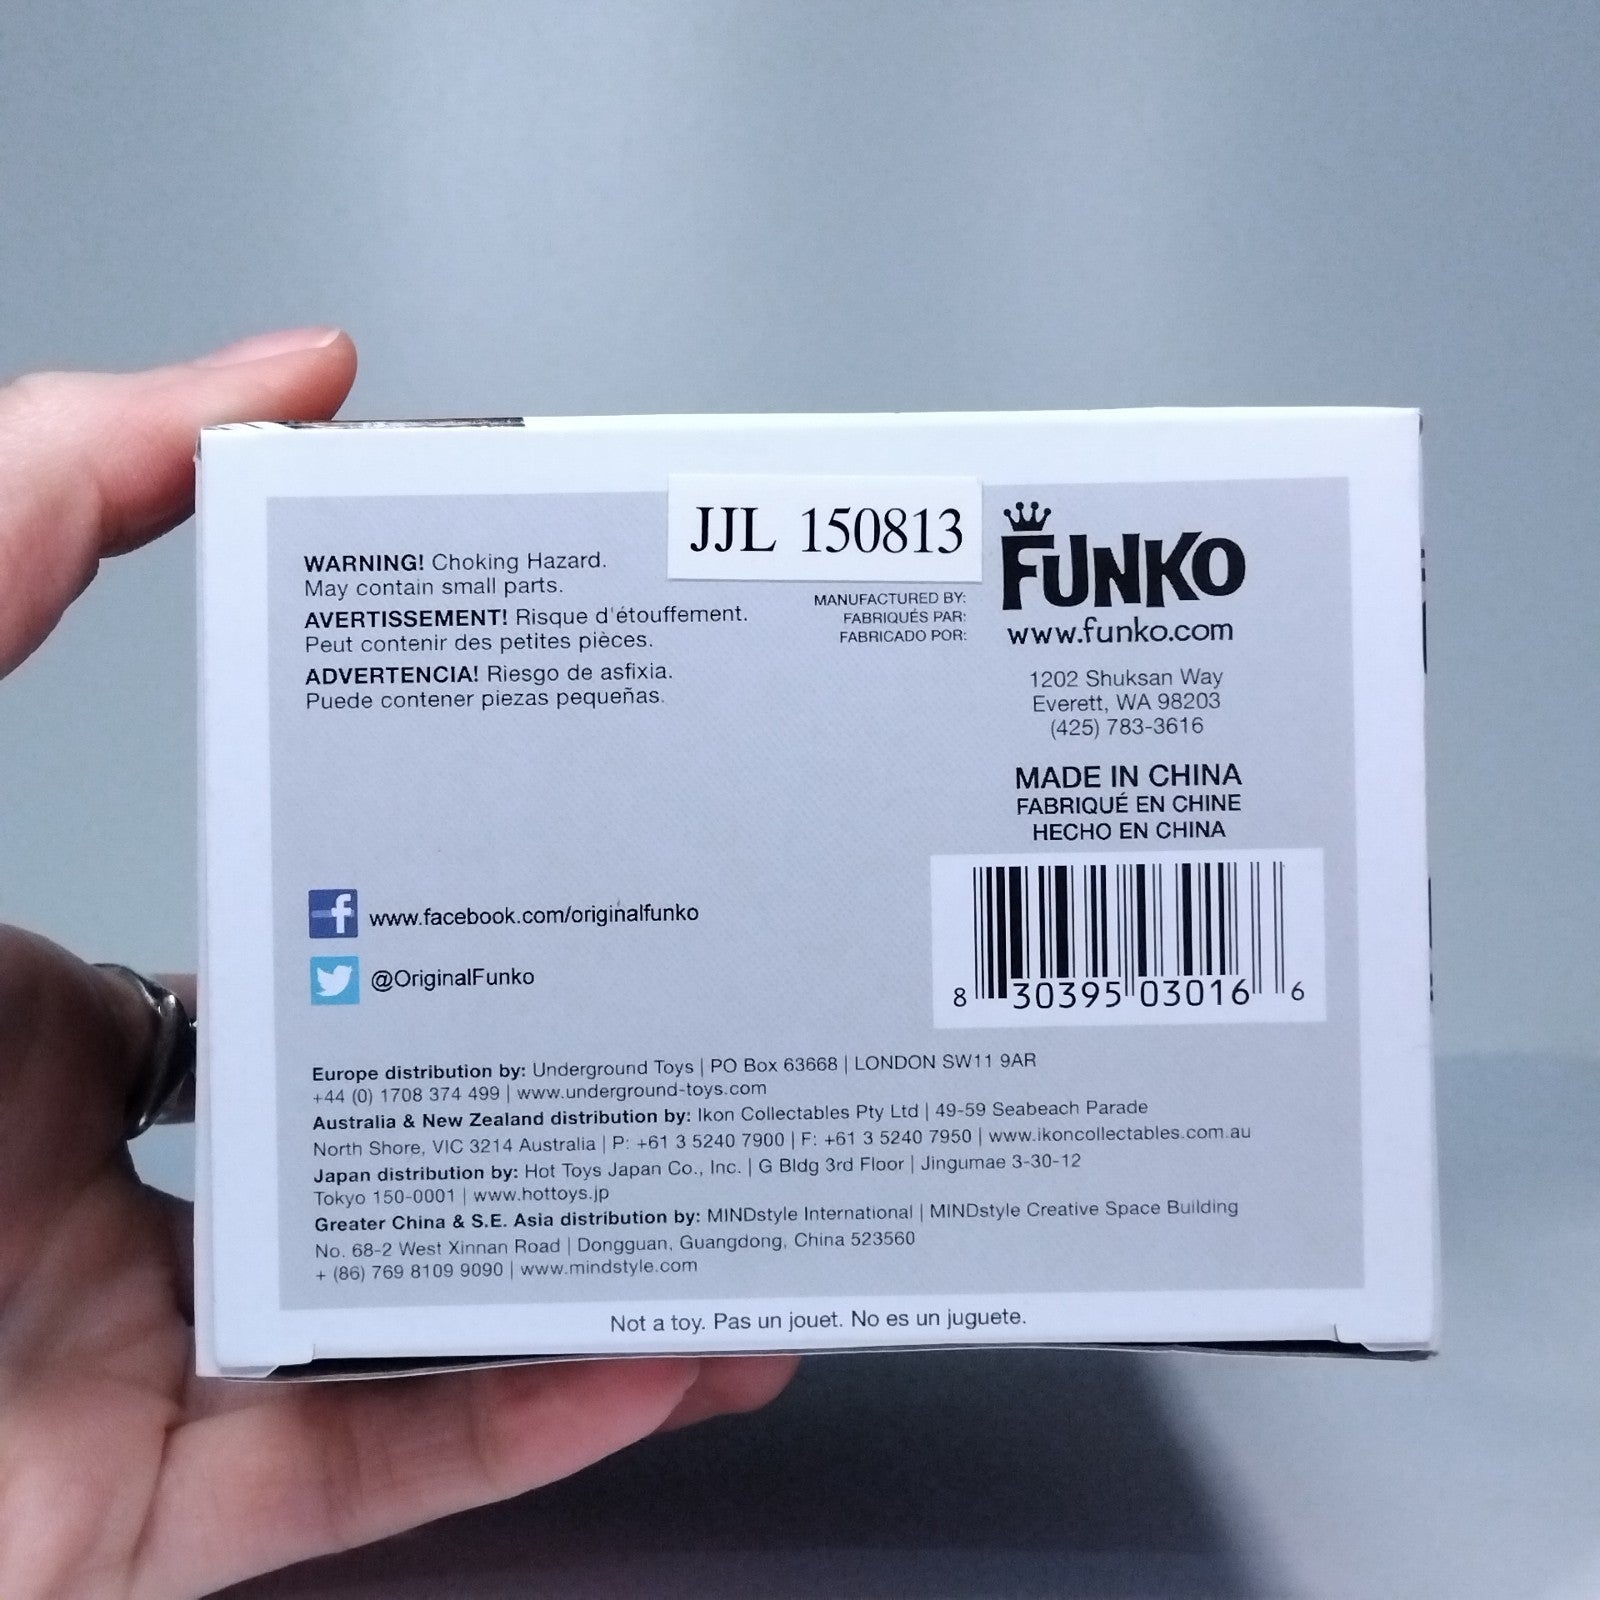 JJL 150813
WARNING! Choking Hazard.
May contain small parts.
AVERTISSEMENT! Risque d'étouffement.
Peut contenir des petites pièces.
ADVERTENCIA! Riesgo de asfixia.
Puede contener piezas pequeñas.
MANUFACTURED BY:
FABRIQUÉS PAR:
FABRICADO POR:
FUNKO
www.funko.com
1202 Shuksan Way
Everett, WA 98203
(425) 783-3616
MADE IN CHINA
FABRIQUÉ EN CHINE
HECHO EN CHINA
8 30395 03016 6
www.facebook.com/originalfunko
@OriginalFunko
Europe distribution by: Underground Toys | PO Box 63668 | LONDON SW11 9AR
+44 (0) 1708 374 499 | www.underground-toys.com
Australia & New Zealand distribution by: Ikon Collectables Pty Ltd | 49-59 Seabeach Parade
North Shore, VIC 3214 Australia | P: +61 3 5240 7900 | F: +61 3 5240 7950 | www.ikoncollectables.com.au
Japan distribution by: Hot Toys Japan Co., Inc. | G Bldg 3rd Floor | Jingumae 3-30-12
Tokyo 150-0001 | www.hottoys.jp
Greater China & S.E. Asia distribution by: MINDstyle International | MINDstyle Creative Space Building
No. 68-2 West Xinnan Road | Dongguan, Guangdong, China 523560
+ (86) 769 8109 9090 | www.mindstyle.com
Not a toy. Pas un jouet. No es un juguete.